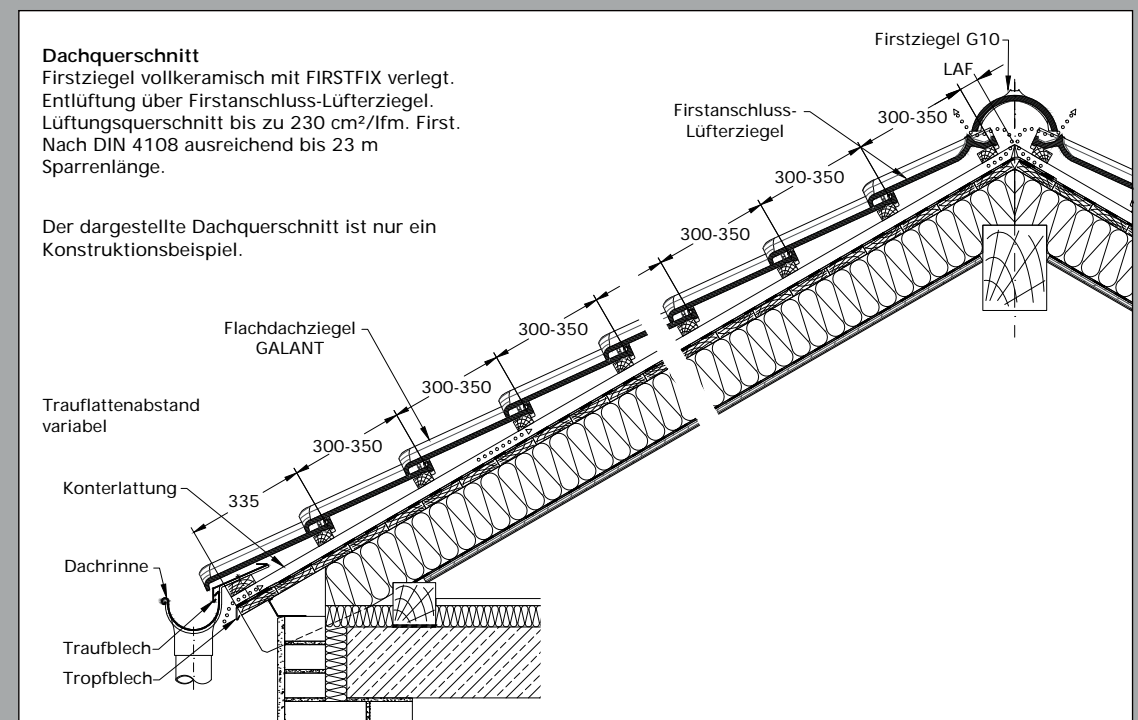 Dachquerschnitt
Firstziegel vollkeramisch mit FIRSTFIX verlegt.
Entlüftung über Firstanschluss-Lüfterziegel.
Lüftungsquerschnitt bis zu 230 cm²/lfm. First.
Nach DIN 4108 ausreichend bis 23 m
Sparrenlänge.
Der dargestellte Dachquerschnitt ist nur ein
Konstruktionsbeispiel.
Firstziegel G10
LAF
300-350
Firstanschluss-
Lüfterziegel
300-350
300-350
300-350
Flachdachziegel
GALANT
300-350
300-350
Trauflattenabstand
variabel
335
Konterlattung
Dachrinne
Traufblech
Tropfblech